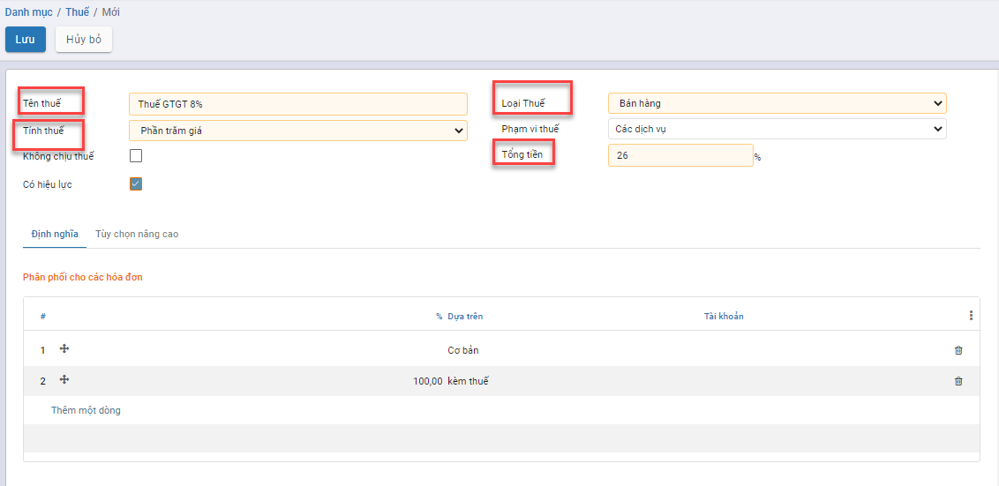 Danh mục / Thuế / Mới
Lưu Hủy bỏ
Tên thuế Thuế GTGT 8% Loại Thuế Bán hàng
Tính thuế Phần trăm giá Phạm vi thuế Các dịch vụ
Không chịu thuế Tổng tiền 26 %
Có hiệu lực
Định nghĩa Tùy chọn nâng cao
Phân phối cho các hóa đơn
# % Dựa trên Tài khoản
1 Cơ bản
2 100,00 kèm thuế
Thêm một dòng